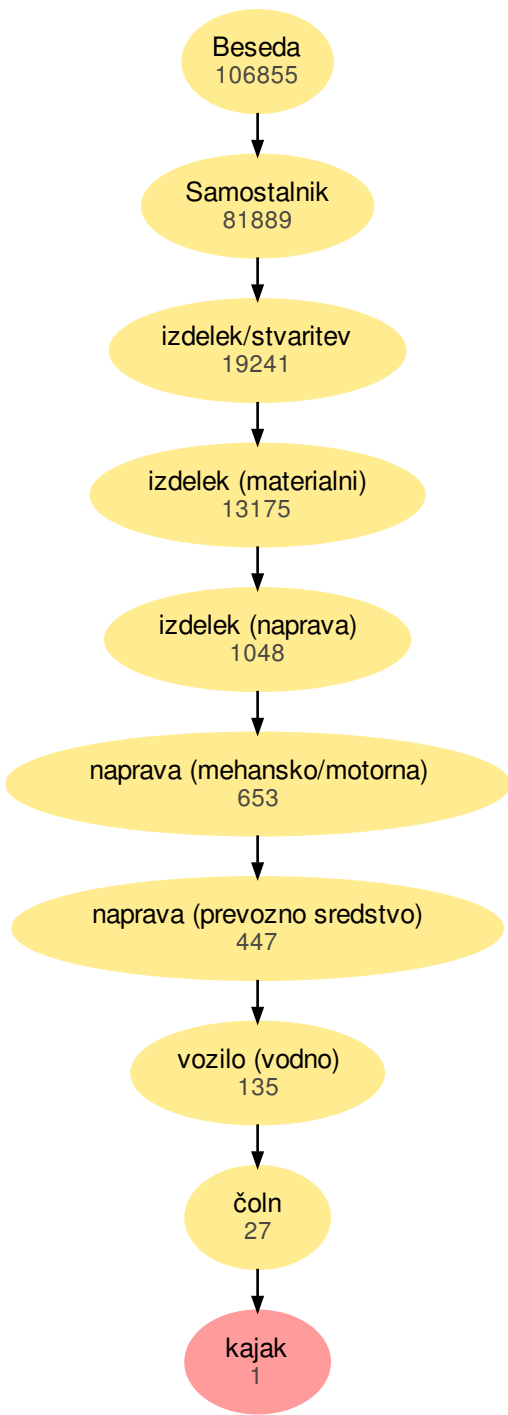 Beseda
106855
Samostalnik
81889
izdelek/stvaritev
19241
izdelek (materialni)
13175
izdelek (naprava)
1048
naprava (mehansko/motorna)
653
naprava (prevozno sredstvo)
447
vozilo (vodno)
135
čoln
27
kajak
1